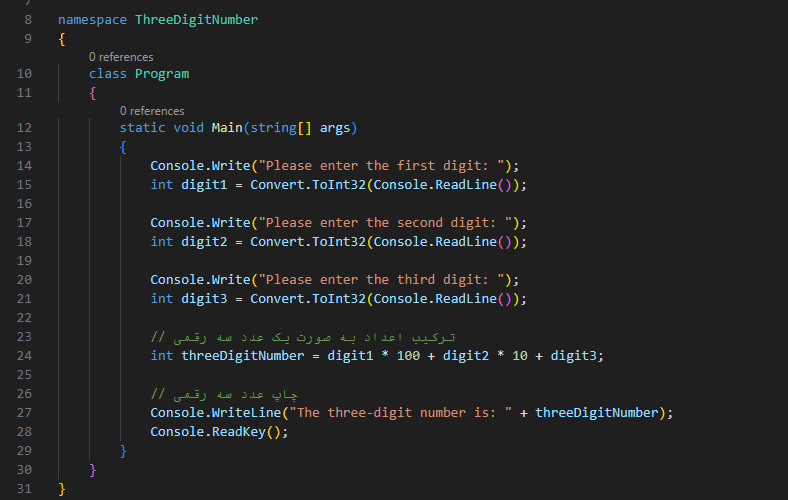 7
8 namespace ThreeDigitNumber
9 {
0 references
10 class Program
11 {
0 references
12 static void Main(string[] args)
13 {
14 Console.Write("Please enter the first digit: ");
15 int digit1 = Convert.ToInt32(Console.ReadLine());
16
17 Console.Write("Please enter the second digit: ");
18 int digit2 = Convert.ToInt32(Console.ReadLine());
19
20 Console.Write("Please enter the third digit: ");
21 int digit3 = Convert.ToInt32(Console.ReadLine());
22
23 // ترکیب اعداد به صورت یک عدد سه رقمی
24 int threeDigitNumber = digit1 * 100 + digit2 * 10 + digit3;
25
26 // چاپ عدد سه رقمی
27 Console.WriteLine("The three-digit number is: " + threeDigitNumber);
28 Console.ReadKey();
29 }
30 }
31 }